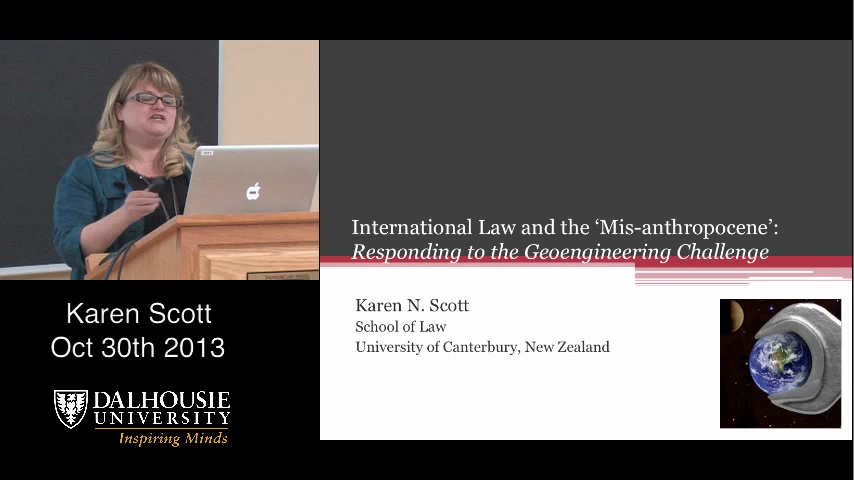 International Law and the ‘Mis-anthropocene’:
Responding to the Geoengineering Challenge
Karen N. Scott
School of Law
University of Canterbury, New Zealand
Karen Scott
Oct 30th 2013
DALHOUSIE
UNIVERSITY
Inspiring Minds